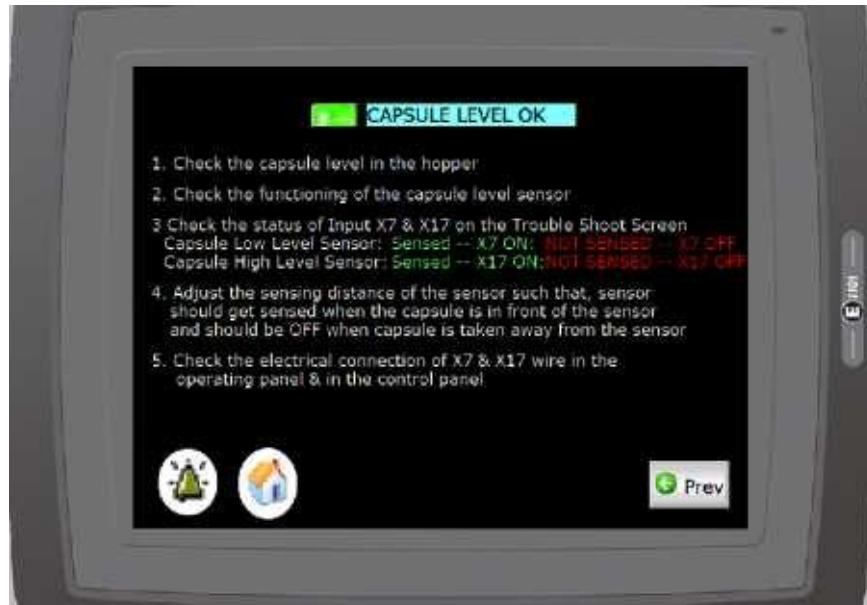 CAPSULE LEVEL OK
1. Check the capsule level in the hopper
2. Check the functioning of the capsule level sensor
3 Check the status of Input X7 & X17 on the Trouble Shoot Screen
Capsule Low Level Sensor: Sensed -- X7 ON: NOT SENSED -- X7 OFF
Capsule High Level Sensor: Sensed -- X17 ON: NOT SENSED -- X17 OFF
4. Adjust the sensing distance of the sensor such that, sensor
should get sensed when the capsule is in front of the sensor
and should be OFF when capsule is taken away from the sensor
5. Check the electrical connection of X7 & X17 wire in the
operating panel & in the control panel
Prev